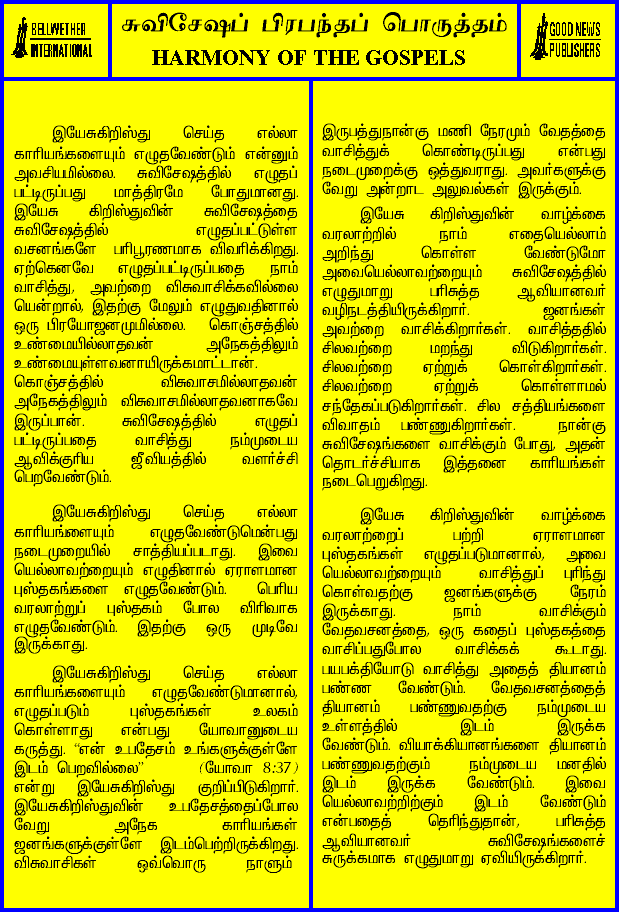 BELLWETHER
INTERNATIONAL
சுவிசேஷப் பிரபந்தப் பொருத்தம்
HARMONY OF THE GOSPELS
GOOD NEWS
PUBLISHERS
இயேசுகிறிஸ்து செய்த எல்லா
காரியங்களையும் எழுதவேண்டும் என்னும்
அவசியமில்லை. சுவிசேஷத்தில் எழுதப்
பட்டிருப்பது மாத்திரமே போதுமானது.
இயேசு கிறிஸ்துவின் சுவிசேஷத்தை
சுவிசேஷத்தில் எழுதப்பட்டுள்ள
வசனங்களே பரிபூரணமாக விவரிக்கிறது.
ஏற்கெனவே எழுதப்பட்டிருப்பதை நாம்
வாசித்து, அவற்றை விசுவாசிக்கவில்லை
யென்றால், இதற்கு மேலும் எழுதுவதினால்
ஒரு பிரயோஜனமுமில்லை. கொஞ்சத்தில்
உண்மையில்லாதவன் அநேகத்திலும்
உண்மையுள்ளவனாயிருக்கமாட்டான்.
கொஞ்சத்தில் விசுவாசமில்லாதவன்
அநேகத்திலும் விசுவாசமில்லாதவனாகவே
இருப்பான். சுவிசேஷத்தில் எழுதப்
பட்டிருப்பதை வாசித்து நம்முடைய
ஆவிக்குரிய ஜீவியத்தில் வளர்ச்சி
பெறவேண்டும்.
இயேசுகிறிஸ்து செய்த எல்லா
காரியங்களையும் எழுதவேண்டுமென்பது
நடைமுறையில் சாத்தியப்படாது. இவை
யெல்லாவற்றையும் எழுதினால் ஏராளமான
புஸ்தகங்களை எழுதவேண்டும். பெரிய
வரலாற்றுப் புஸ்தகம் போல விரிவாக
எழுதவேண்டும். இதற்கு ஒரு முடிவே
இருக்காது.
இயேசுகிறிஸ்து செய்த எல்லா
காரியங்களையும் எழுதவேண்டுமானால்,
எழுதப்படும் புஸ்தகங்கள் உலகம்
கொள்ளாது என்பது யோவானுடைய
கருத்து. “என் உபதேசம் உங்களுக்குள்ளே
இடம் பெறவில்லை” (யோவா 8:37)
என்று இயேசுகிறிஸ்து குறிப்பிடுகிறார்.
இயேசுகிறிஸ்துவின் உபதேசத்தைப்போல
வேறு அநேக காரியங்கள்
ஜனங்களுக்குள்ளே இடம்பெற்றிருக்கிறது.
விசுவாசிகள் ஒவ்வொரு நாளும்
இருபத்துநான்கு மணி நேரமும் வேதத்தை
வாசித்துக் கொண்டிருப்பது என்பது
நடைமுறைக்கு ஒத்துவராது. அவர்களுக்கு
வேறு அன்றாட அலுவல்கள் இருக்கும்.
இயேசு கிறிஸ்துவின் வாழ்க்கை
வரலாற்றில் நாம் எதையெல்லாம்
அறிந்து கொள்ள வேண்டுமோ
அவையெல்லாவற்றையும் சுவிசேஷத்தில்
எழுதுமாறு பரிசுத்த ஆவியானவர்
வழிநடத்தியிருக்கிறார். ஜனங்கள்
அவற்றை வாசிக்கிறார்கள். வாசித்ததில்
சிலவற்றை மறந்து விடுகிறார்கள்.
சிலவற்றை ஏற்றுக் கொள்கிறார்கள்.
சிலவற்றை ஏற்றுக் கொள்ளாமல்
சந்தேகப்படுகிறார்கள். சில சத்தியங்களை
விவாதம் பண்ணுகிறார்கள். நான்கு
சுவிசேஷங்களை வாசிக்கும் போது, அதன்
தொடர்ச்சியாக இத்தனை காரியங்கள்
நடைபெறுகிறது.
இயேசு கிறிஸ்துவின் வாழ்க்கை
வரலாற்றைப் பற்றி ஏராளமான
புஸ்தகங்கள் எழுதப்படுமானால், அவை
யெல்லாவற்றையும் வாசித்துப் புரிந்து
கொள்வதற்கு ஜனங்களுக்கு நேரம்
இருக்காது. நாம் வாசிக்கும்
வேதவசனத்தை, ஒரு கதைப் புஸ்தகத்தை
வாசிப்பதுபோல வாசிக்கக் கூடாது.
பயபக்தியோடு வாசித்து அதைத் தியானம்
பண்ண வேண்டும். வேதவசனத்தைத்
தியானம் பண்ணுவதற்கு நம்முடைய
உள்ளத்தில் இடம் இருக்க
வேண்டும். வியாக்கியானங்களை தியானம்
பண்ணுவதற்கும் நம்முடைய மனதில்
இடம் இருக்க வேண்டும். இவை
யெல்லாவற்றிற்கும் இடம் வேண்டும்
என்பதைத் தெரிந்துதான், பரிசுத்த
ஆவியானவர் சுவிசேஷங்களைச்
சுருக்கமாக எழுதுமாறு ஏவியிருக்கிறார்.